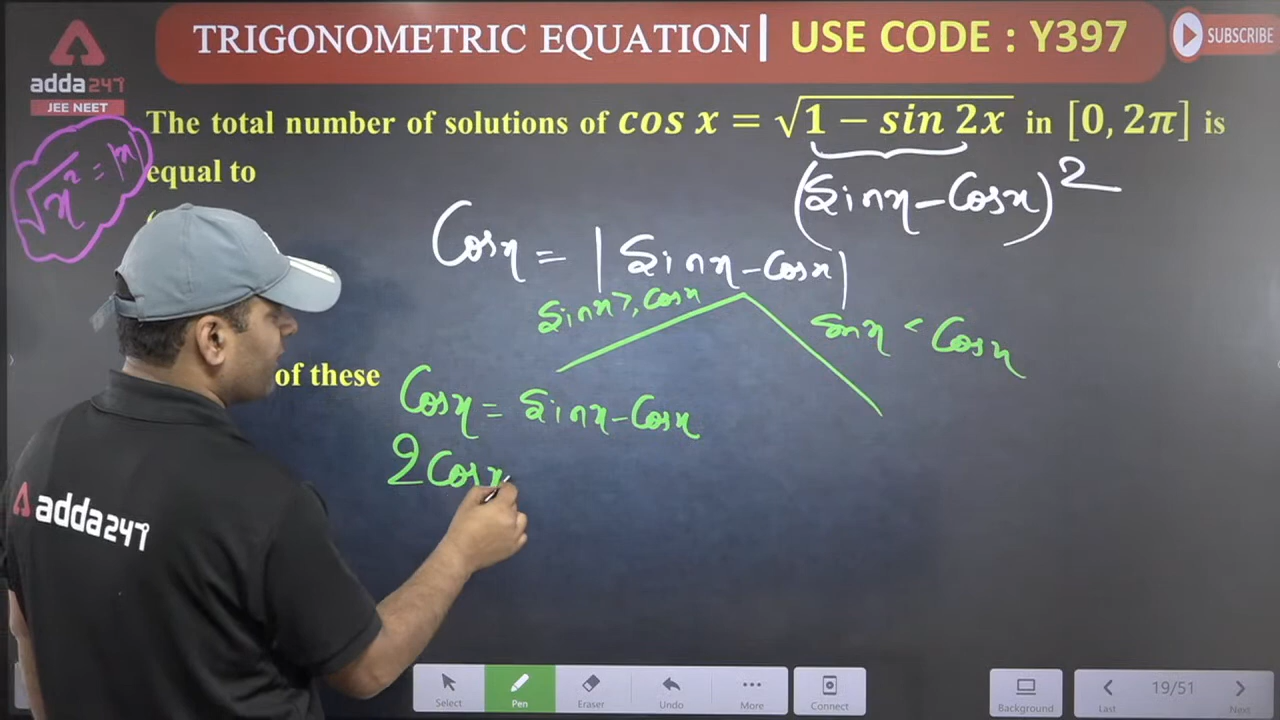 TRIGONOMETRIC EQUATION | USE CODE : Y397
SUBSCRIBE
adda247
JEE NEET
The total number of solutions of cos x = √(1 − sin 2x) in [0, 2π] is
equal to
√x² = |x
(Sinx - Cosx)²
Cosx = |Sinx - Cosx|
Sinx ≥ Cosx
Sinx < Cosx
of these
Cosx = Sinx - Cosx
2Cosx
adda247
Select
Pen
Eraser
Undo
More
Connect
Background
Last
19/51
Next